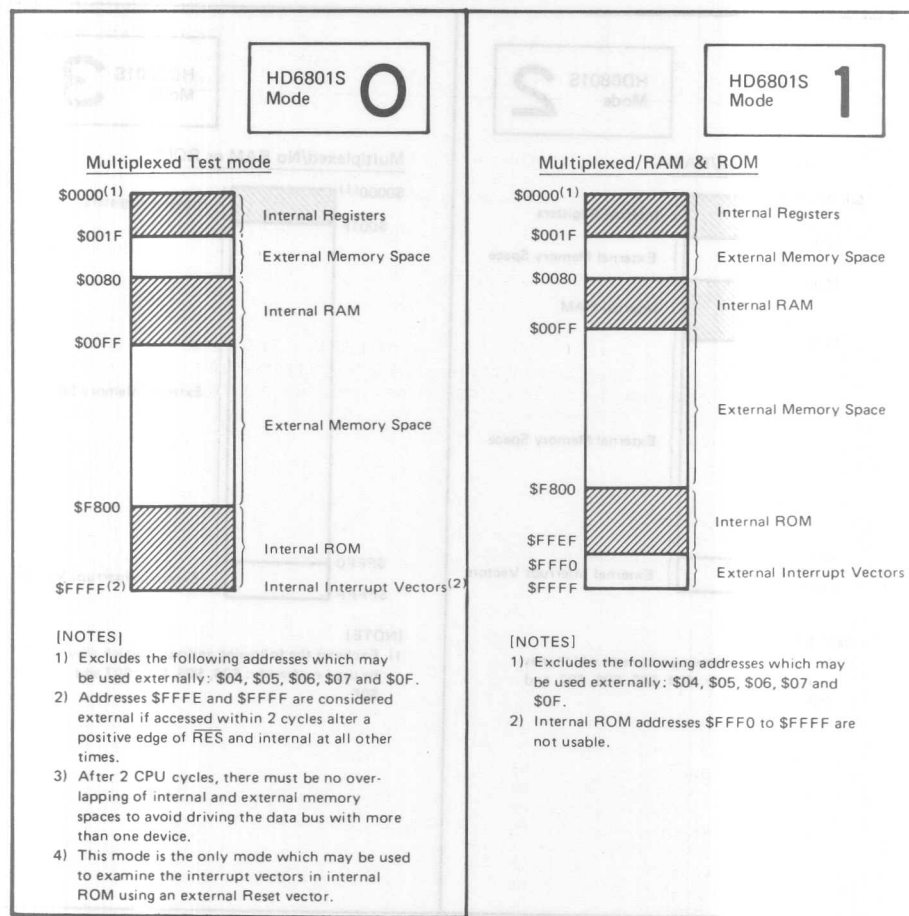 HD6801S
Mode
0
Multiplexed Test mode
$0000(1)
Internal Registers
$001F
External Memory Space
$0080
Internal RAM
$00FF
External Memory Space
$F800
Internal ROM
$FFFF(2)
Internal Interrupt Vectors(2)
[NOTES]
1) Excludes the following addresses which may
be used externally: $04, $05, $06, $07 and $0F.
2) Addresses $FFFE and $FFFF are considered
external if accessed within 2 cycles alter a
positive edge of RES and internal at all other
times.
3) After 2 CPU cycles, there must be no over-
lapping of internal and external memory
spaces to avoid driving the data bus with more
than one device.
4) This mode is the only mode which may be used
to examine the interrupt vectors in internal
ROM using an external Reset vector.
HD6801S
Mode
1
Multiplexed/RAM & ROM
$0000(1)
Internal Registers
$001F
External Memory Space
$0080
Internal RAM
$00FF
External Memory Space
$F800
Internal ROM
$FFEF
$FFF0
External Interrupt Vectors
$FFFF
[NOTES]
1) Excludes the following addresses which may
be used externally: $04, $05, $06, $07 and
$0F.
2) Internal ROM addresses $FFF0 to $FFFF are
not usable.